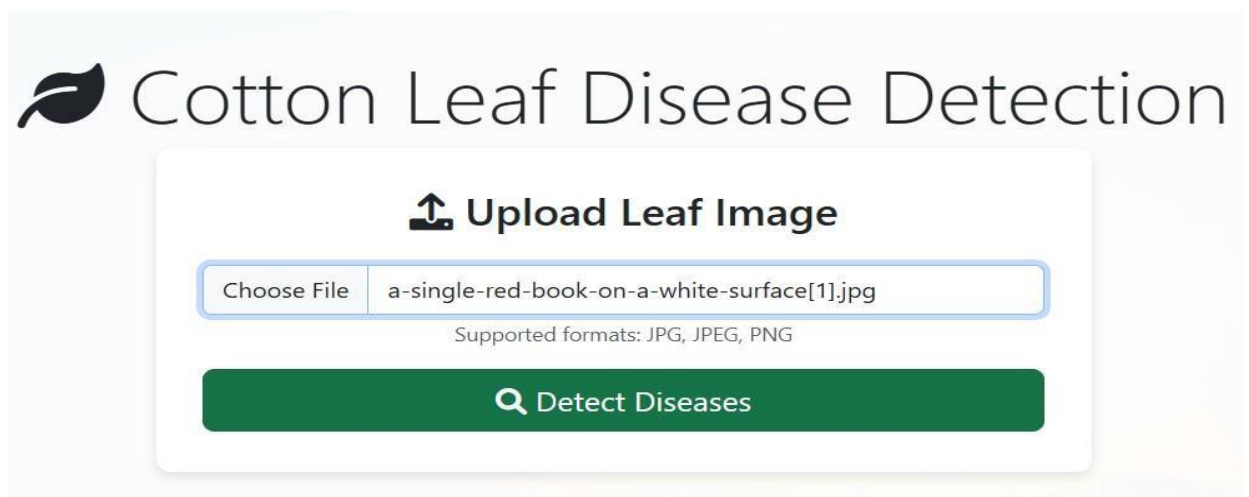 Cotton Leaf Disease Detection
Upload Leaf Image
Choose File a-single-red-book-on-a-white-surface[1].jpg
Supported formats: JPG, JPEG, PNG
Detect Diseases